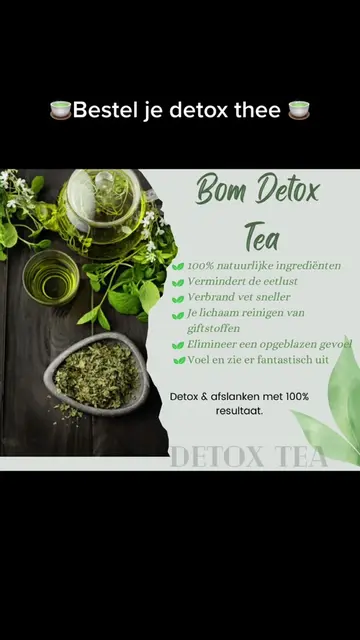 🍵Bestel je detox thee 🍵
Bom Detox
Tea
100% natuurlijke ingrediënten
Vermindert de eetlust
Verbrand vet sneller
Je lichaam reinigen van
giftstoffen
Elimineer een opgeblazen gevoel
Voel en zie er fantastisch uit
Detox & afslanken met 100%
resultaat.
DETOX TEA